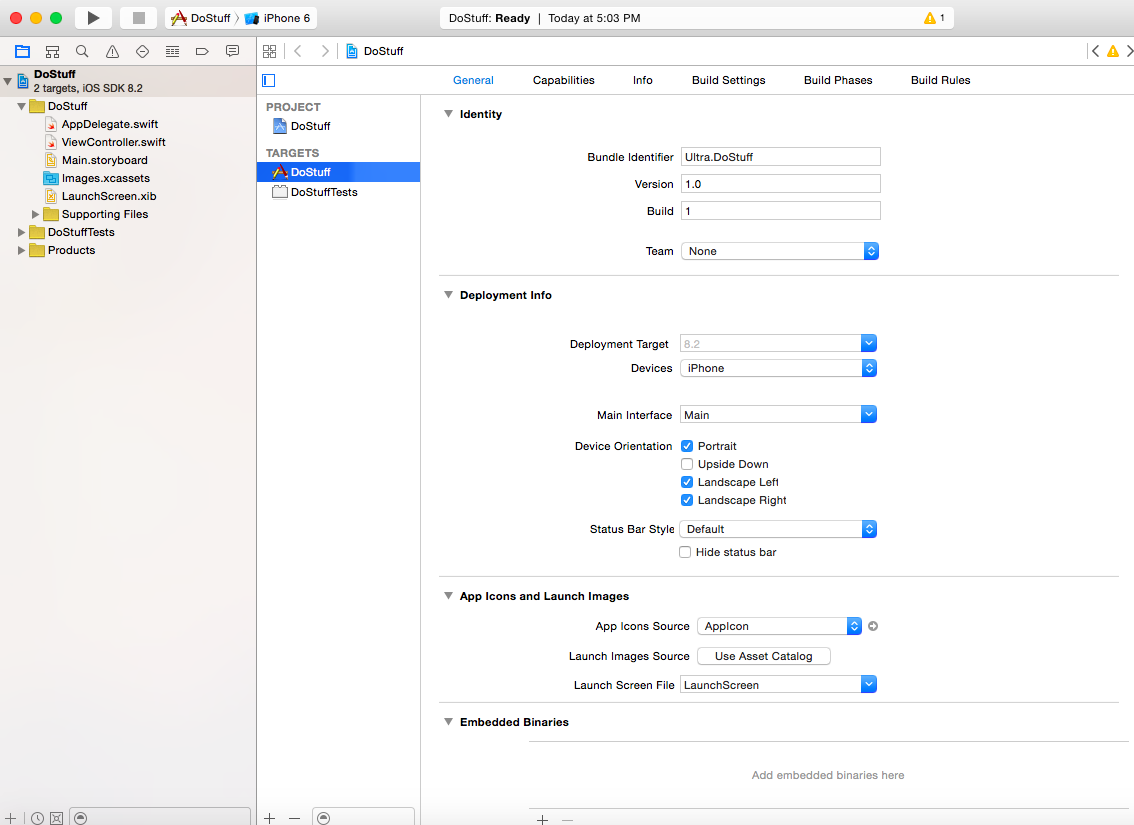 DoStuff iPhone 6
DoStuff: Ready | Today at 5:03 PM
1
DoStuff
DoStuff
2 targets, iOS SDK 8.2
DoStuff
AppDelegate.swift
ViewController.swift
Main.storyboard
Images.xcassets
LaunchScreen.xib
Supporting Files
DoStuffTests
Products
General Capabilities Info Build Settings Build Phases Build Rules
PROJECT
DoStuff
TARGETS
DoStuff
DoStuffTests
Identity
Bundle Identifier Ultra.DoStuff
Version 1.0
Build 1
Team None
Deployment Info
Deployment Target 8.2
Devices iPhone
Main Interface Main
Device Orientation Portrait
Upside Down
Landscape Left
Landscape Right
Status Bar Style Default
Hide status bar
App Icons and Launch Images
App Icons Source AppIcon
Launch Images Source Use Asset Catalog
Launch Screen File LaunchScreen
Embedded Binaries
Add embedded binaries here